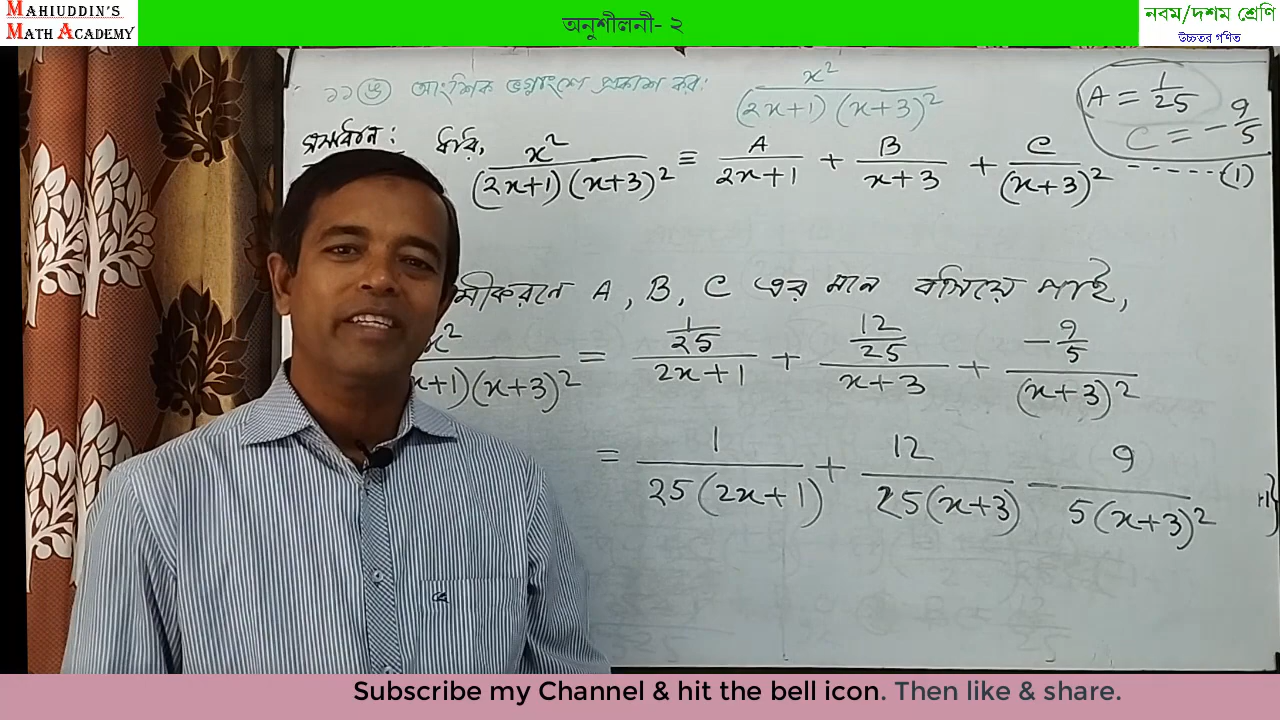 MAHIUDDIN'S
MATH ACADEMY
অনুশীলনী- ২
নবম/দশম শ্রেণি
উচ্চতর গণিত
১১ (ঙ) আংশিক ভগ্নাংশে প্রকাশ কর: x²/((2x+1)(x+3)²)
A = 1/25
C = -9/5
সমাধান: ধরি, x²/((2x+1)(x+3)²) ≡ A/(2x+1) + B/(x+3) + C/(x+3)² ------(1)
মীকরণে A, B, C এর মান বসিয়ে পাই,
x²/(x+1)(x+3)² = (1/25)/(2x+1) + (12/25)/(x+3) + (-9/5)/(x+3)²
= 1/(25(2x+1)) + 12/(25(x+3)) - 9/(5(x+3)²)
Subscribe my Channel & hit the bell icon. Then like & share.